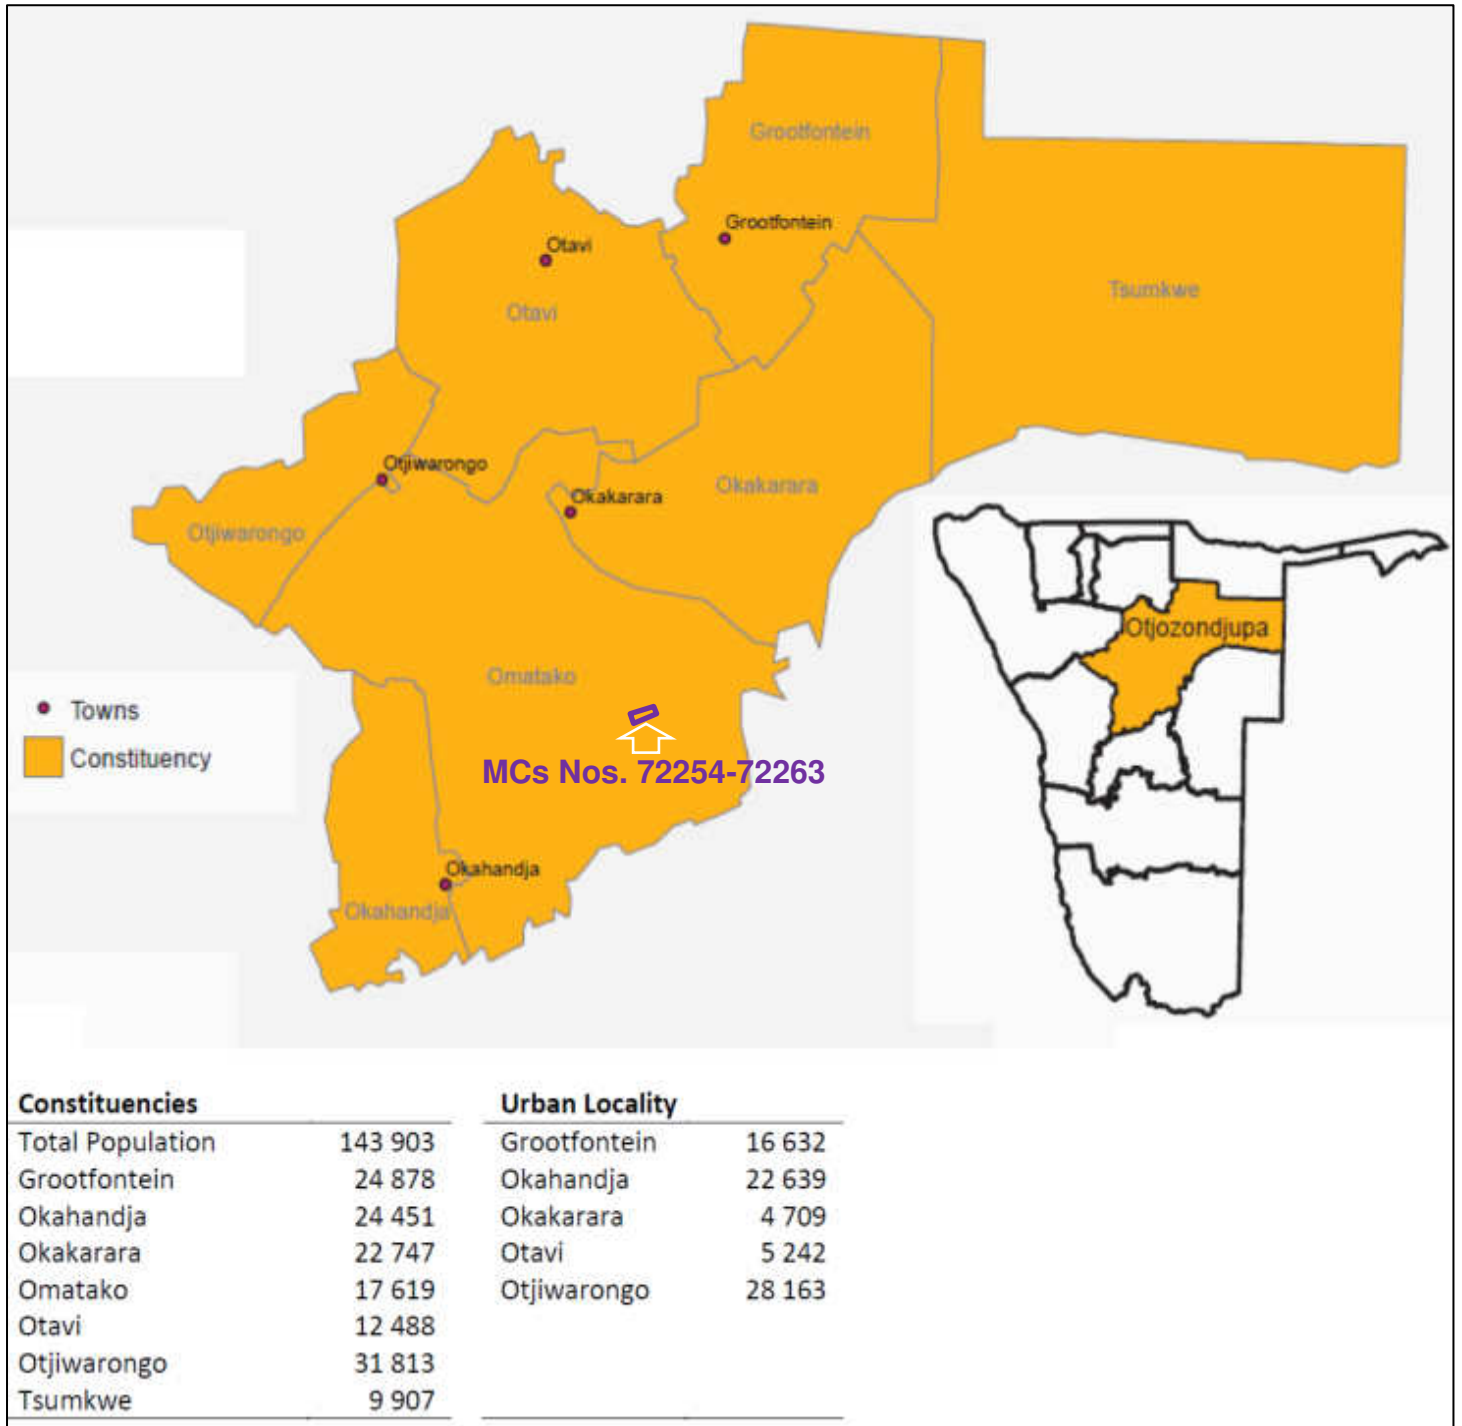 Grootfontein
Grootfontein
Otavi
Tsumkwe
Otavi
Otjiwarongo
Okakarara
Okakarara
Otjiwarongo
Otjozondjupa
Omatako
Towns
Constituency
MCs Nos. 72254-72263
Okahandja
Okahandja
Constituencies
Total Population 143 903
Grootfontein 24 878
Okahandja 24 451
Okakarara 22 747
Omatako 17 619
Otavi 12 488
Otjiwarongo 31 813
Tsumkwe 9 907
Urban Locality
Grootfontein 16 632
Okahandja 22 639
Okakarara 4 709
Otavi 5 242
Otjiwarongo 28 163